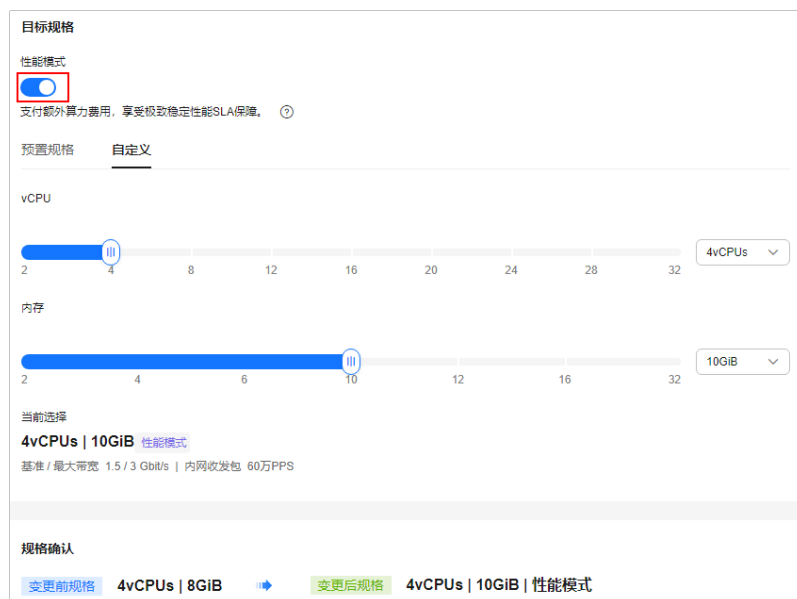 目标规格
性能模式
支付额外算力费用，享受极致稳定性能SLA保障。 ?
预置规格 自定义
vCPU
4vCPUs
2 4 8 12 16 20 24 28 32
内存
10GiB
2 4 6 10 12 16 32
当前选择
4vCPUs | 10GiB 性能模式
基准 / 最大带宽 1.5 / 3 Gbit/s | 内网收发包 60万PPS
规格确认
变更前规格 4vCPUs | 8GiB 变更后规格 4vCPUs | 10GiB | 性能模式